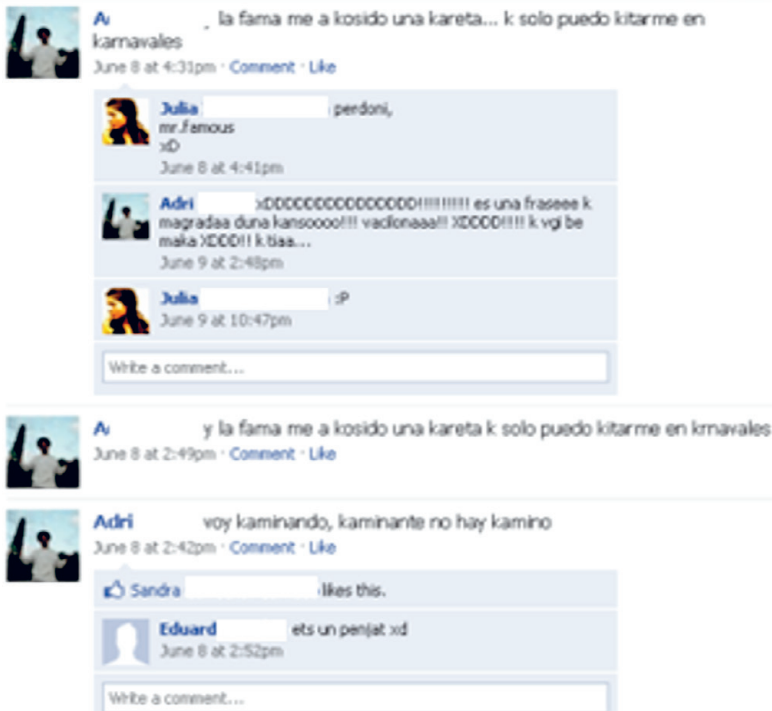 A la fama me a kosido una kareta... k solo puedo kitarme en
karnavales
June 8 at 4:31pm · Comment · Like
Julia perdoni,
mr.famous
xD
June 8 at 4:41pm
Adri xDDDDDDDDDDDDDDDD!!!!!!!!!! es una fraseee k
magradaa duna kansoooo!!! vacilonaaa!! XDDDD!!!! k vgi be
maka XDDD!! k tiaa...
June 9 at 2:48pm
Julia :P
June 9 at 10:47pm
Write a comment...
A y la fama me a kosido una kareta k solo puedo kitarme en krnavales
June 8 at 2:49pm · Comment · Like
Adri voy kaminando, kaminante no hay kamino
June 8 at 2:42pm · Comment · Like
Sandra likes this.
Eduard ets un penjat xd
June 8 at 2:52pm
Write a comment...